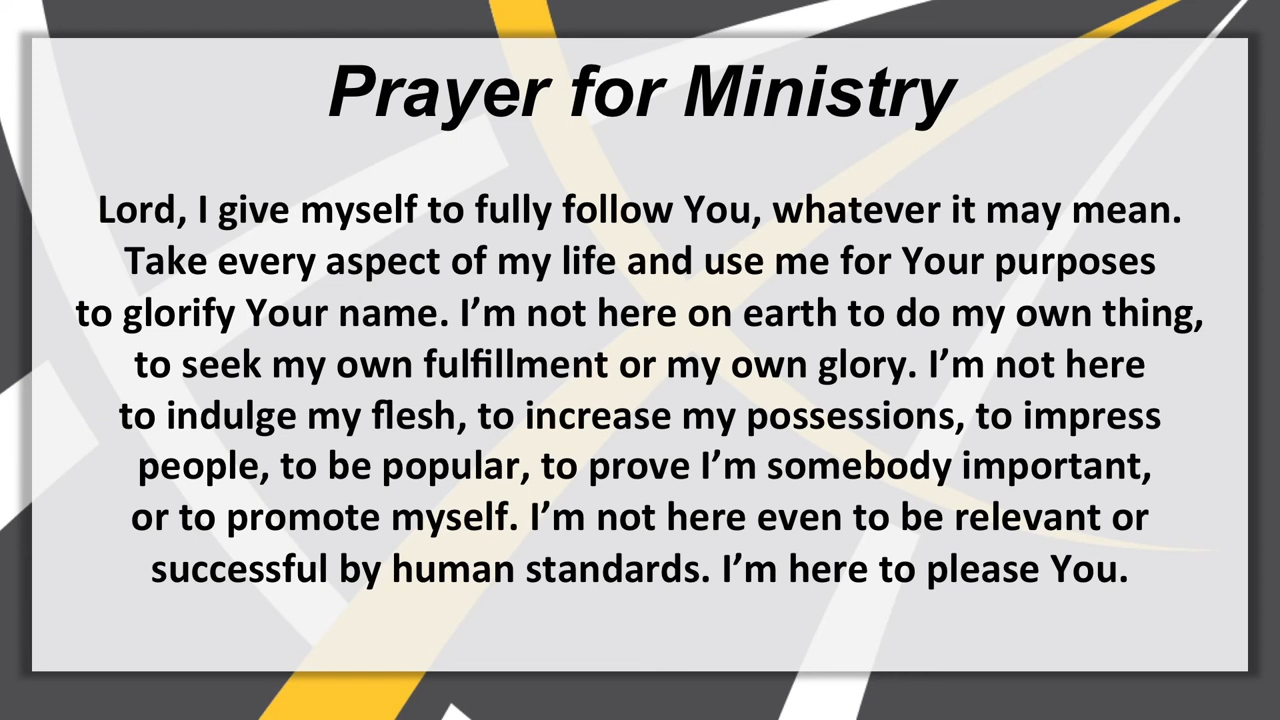 Prayer for Ministry
Lord, I give myself to fully follow You, whatever it may mean.
Take every aspect of my life and use me for Your purposes
to glorify Your name. I’m not here on earth to do my own thing,
to seek my own fulfillment or my own glory. I’m not here
to indulge my flesh, to increase my possessions, to impress
people, to be popular, to prove I’m somebody important,
or to promote myself. I’m not here even to be relevant or
successful by human standards. I’m here to please You.